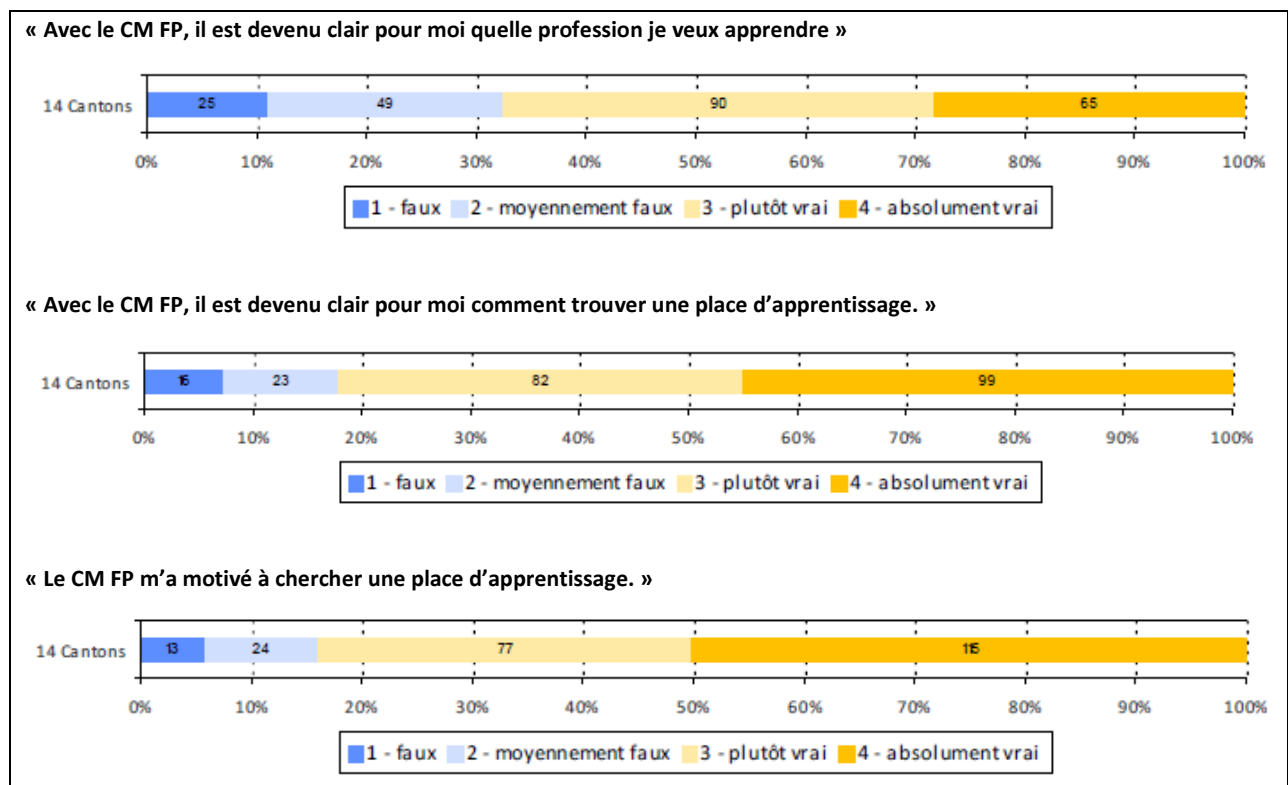 « Avec le CM FP, il est devenu clair pour moi quelle profession je veux apprendre »
14 Cantons 25 49 90 65
0% 10% 20% 30% 40% 50% 60% 70% 80% 90% 100%
1 - faux 2 - moyennement faux 3 - plutôt vrai 4 - absolument vrai
« Avec le CM FP, il est devenu clair pour moi comment trouver une place d’apprentissage. »
14 Cantons 16 23 82 99
0% 10% 20% 30% 40% 50% 60% 70% 80% 90% 100%
1 - faux 2 - moyennement faux 3 - plutôt vrai 4 - absolument vrai
« Le CM FP m’a motivé à chercher une place d’apprentissage. »
14 Cantons 13 24 77 115
0% 10% 20% 30% 40% 50% 60% 70% 80% 90% 100%
1 - faux 2 - moyennement faux 3 - plutôt vrai 4 - absolument vrai